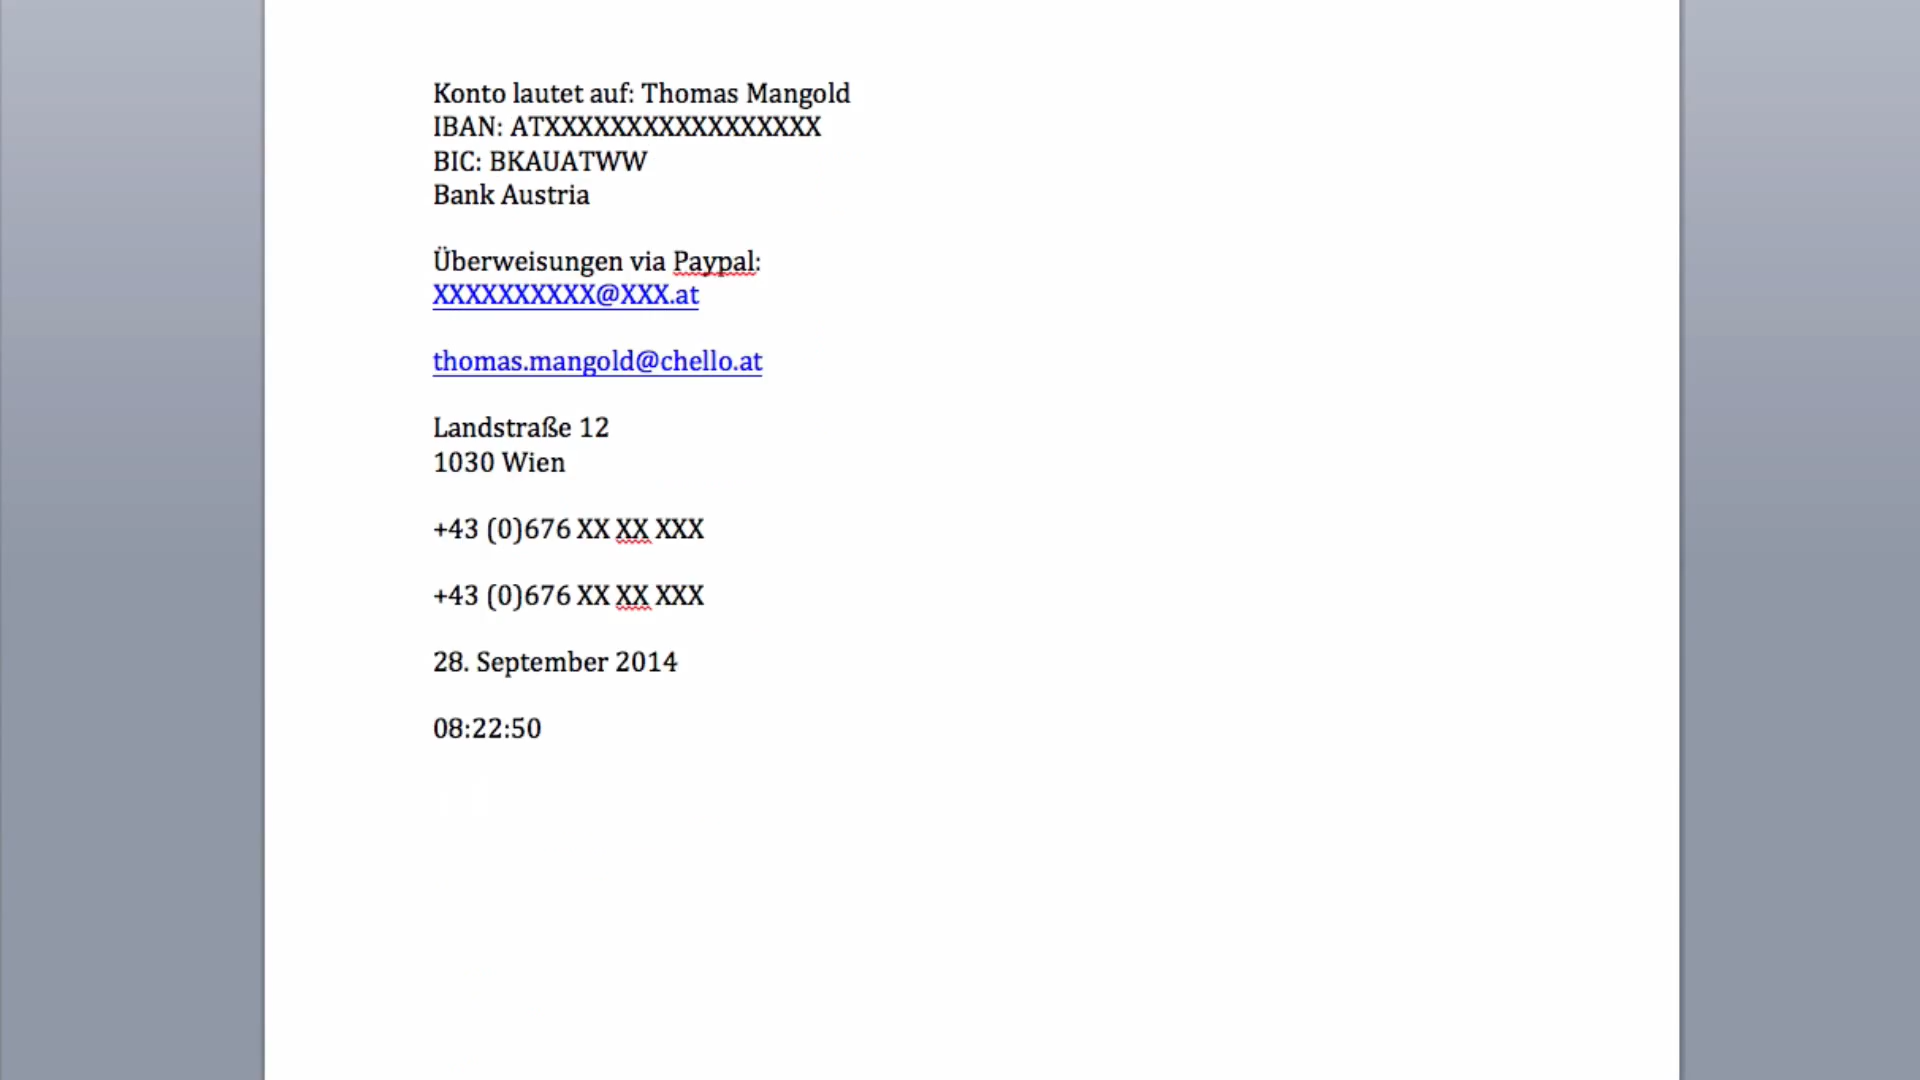 Konto lautet auf: Thomas Mangold
IBAN: ATXXXXXXXXXXXXXXXXX
BIC: BKAUATWW
Bank Austria
Überweisungen via Paypal:
XXXXXXXXXX@XXX.at
thomas.mangold@chello.at
Landstraße 12
1030 Wien
+43 (0)676 XX XX XXX
+43 (0)676 XX XX XXX
28. September 2014
08:22:50